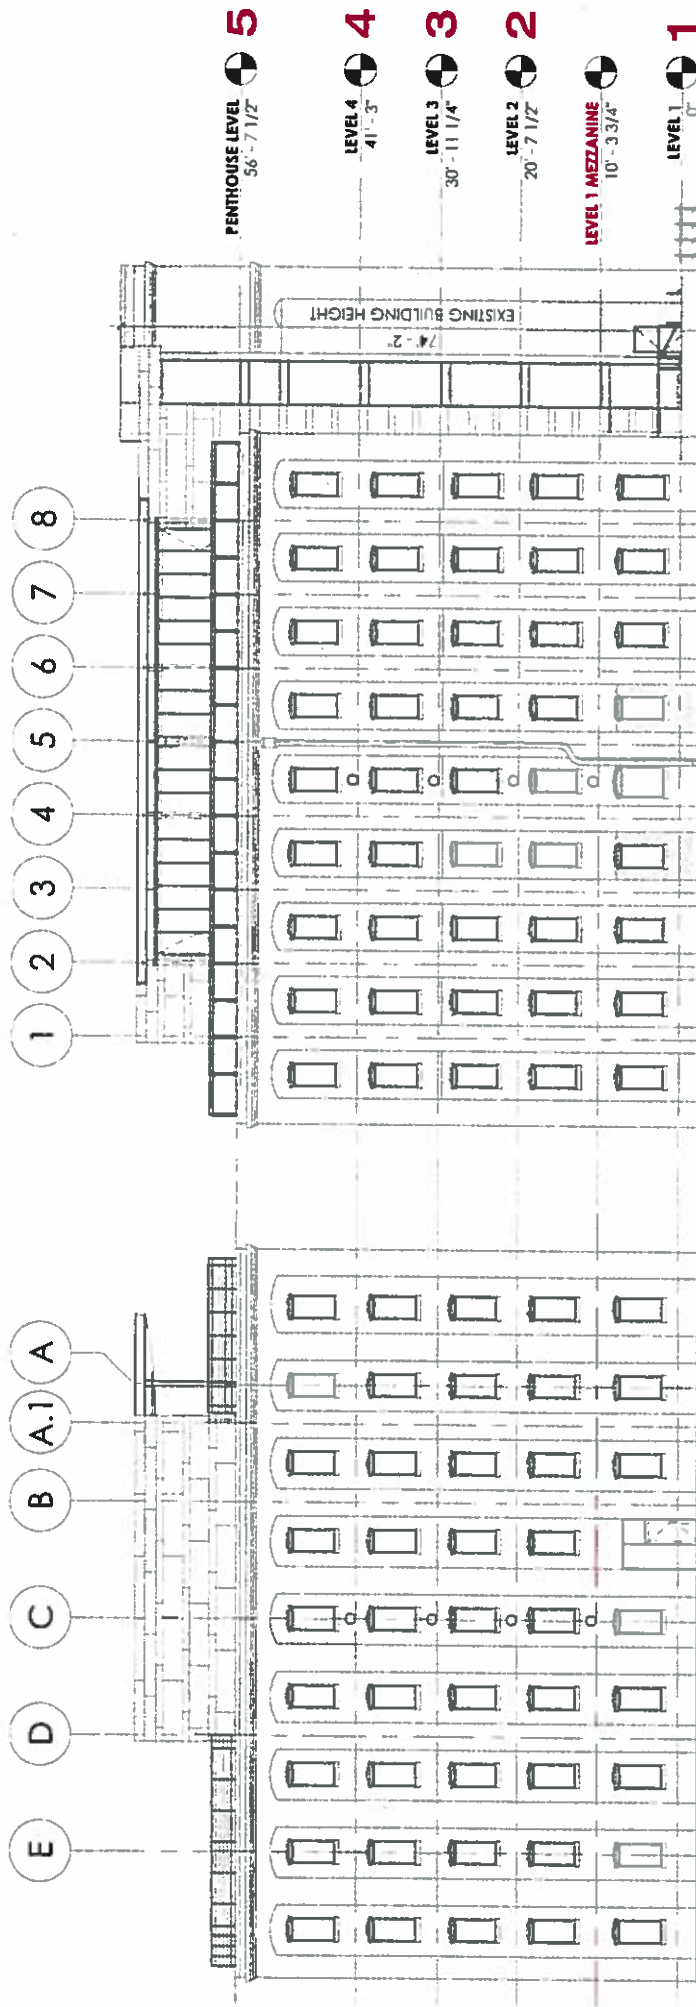 E
D
C
B
A.1
A
1
2
3
4
5
6
7
8
PENTHOUSE LEVEL
56' - 7 1/2"
5
LEVEL 4
41' - 3"
4
LEVEL 3
30' - 11 1/4"
3
LEVEL 2
20' - 7 1/2"
2
LEVEL 1 MEZZANINE
10' - 3 3/4"
LEVEL 1
0"
1
74' - 2"
EXISTING BUILDING HEIGHT